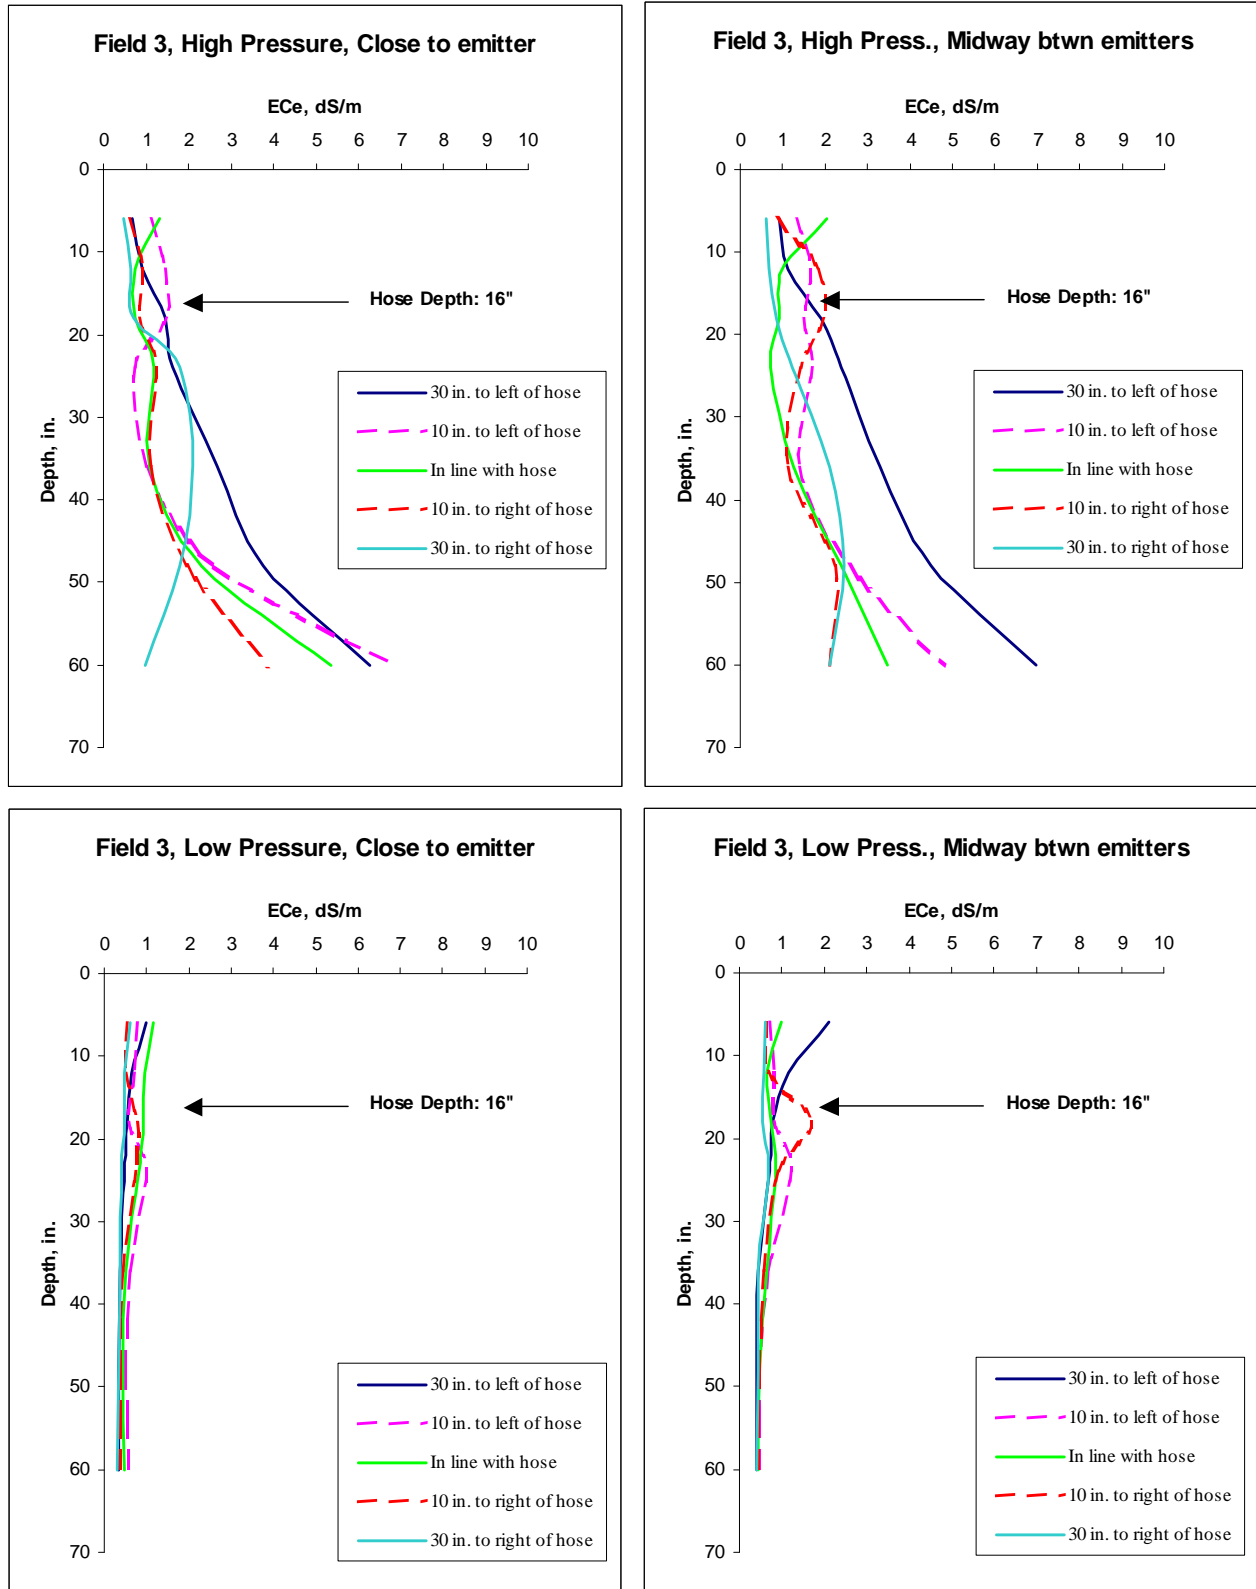 Field 3, High Pressure, Close to emitter
ECe, dS/m
0 1 2 3 4 5 6 7 8 9 10
0
10
20
30
40
50
60
70
Depth, in.
Hose Depth: 16"
30 in. to left of hose
10 in. to left of hose
In line with hose
10 in. to right of hose
30 in. to right of hose
Field 3, High Press., Midway btwn emitters
ECe, dS/m
0 1 2 3 4 5 6 7 8 9 10
0
10
20
30
40
50
60
70
Depth, in.
Hose Depth: 16"
30 in. to left of hose
10 in. to left of hose
In line with hose
10 in. to right of hose
30 in. to right of hose
Field 3, Low Pressure, Close to emitter
ECe, dS/m
0 1 2 3 4 5 6 7 8 9 10
0
10
20
30
40
50
60
70
Depth, in.
Hose Depth: 16"
30 in. to left of hose
10 in. to left of hose
In line with hose
10 in. to right of hose
30 in. to right of hose
Field 3, Low Press., Midway btwn emitters
ECe, dS/m
0 1 2 3 4 5 6 7 8 9 10
0
10
20
30
40
50
60
70
Depth, in.
Hose Depth: 16"
30 in. to left of hose
10 in. to left of hose
In line with hose
10 in. to right of hose
30 in. to right of hose